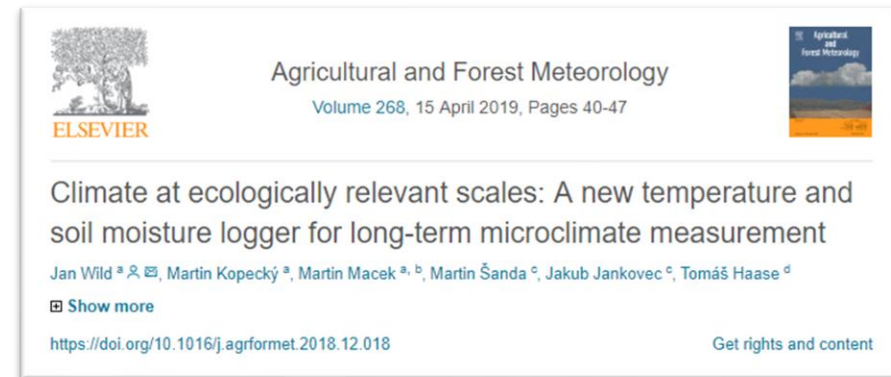 ELSEVIER
Agricultural and Forest Meteorology
Volume 268, 15 April 2019, Pages 40-47
Agricultural
and
Forest Meteorology
Climate at ecologically relevant scales: A new temperature and
soil moisture logger for long-term microclimate measurement
Jan Wild a, Martin Kopecký a, Martin Macek a, b, Martin Šanda c, Jakub Jankovec c, Tomáš Haase d
Show more
https://doi.org/10.1016/j.agrformet.2018.12.018
Get rights and content